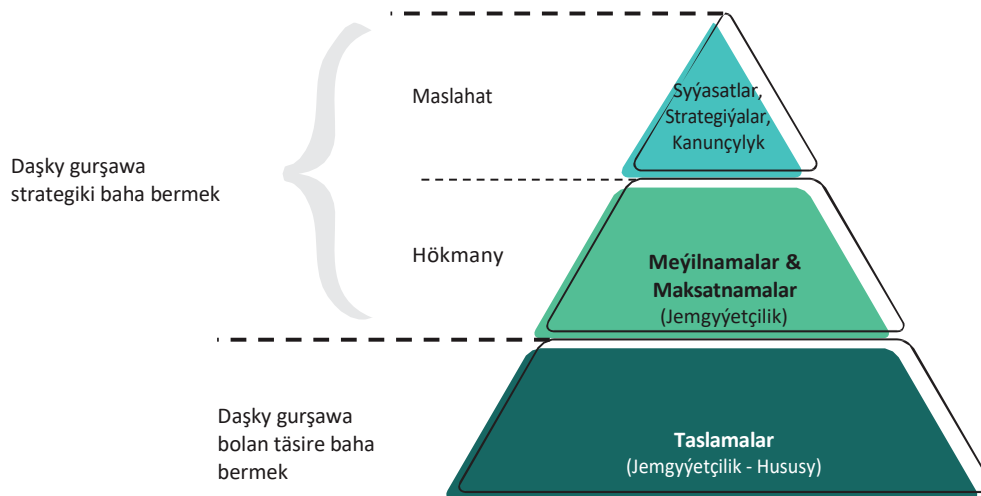 Maslahat
Syýasatlar,
Strategiýalar,
Kanunçylyk
Daşky gurşawa
strategiki baha bermek
Hökmany
Meýilnamalar &
Maksatnamalar
(Jemgyýetçilik)
Daşky gurşawa
bolan täsire baha
bermek
Taslamalar
(Jemgyýetçilik - Hususy)